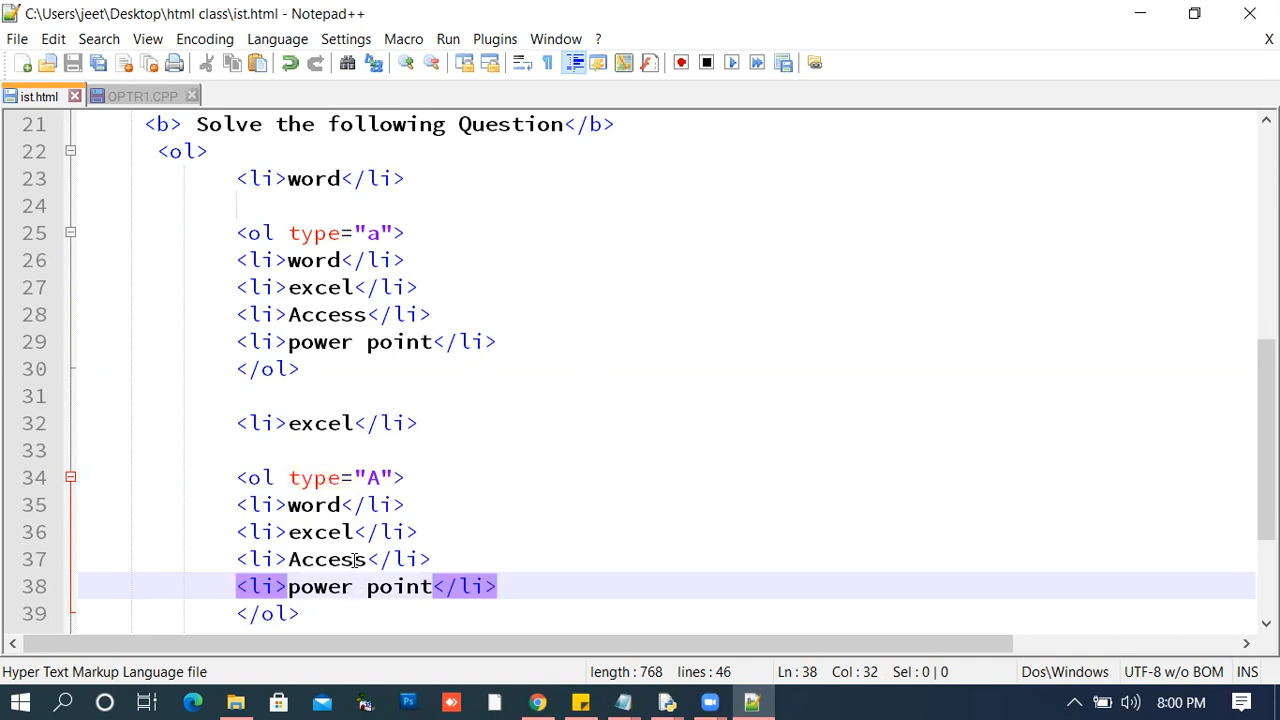 C:\Users\jeet\Desktop\html class\ist.html - Notepad++
File Edit Search View Encoding Language Settings Macro Run Plugins Window ? X
ist.html OPTR1.CPP
21 <b> Solve the following Question</b>
22 <ol>
23 <li>word</li>
24
25 <ol type="a">
26 <li>word</li>
27 <li>excel</li>
28 <li>Access</li>
29 <li>power point</li>
30 </ol>
31
32 <li>excel</li>
33
34 <ol type="A">
35 <li>word</li>
36 <li>excel</li>
37 <li>Access</li>
38 <li>power point</li>
39 </ol>
Hyper Text Markup Language file length : 768 lines : 46 Ln : 38 Col : 32 Sel : 0 | 0 Dos\Windows UTF-8 w/o BOM INS
8:00 PM